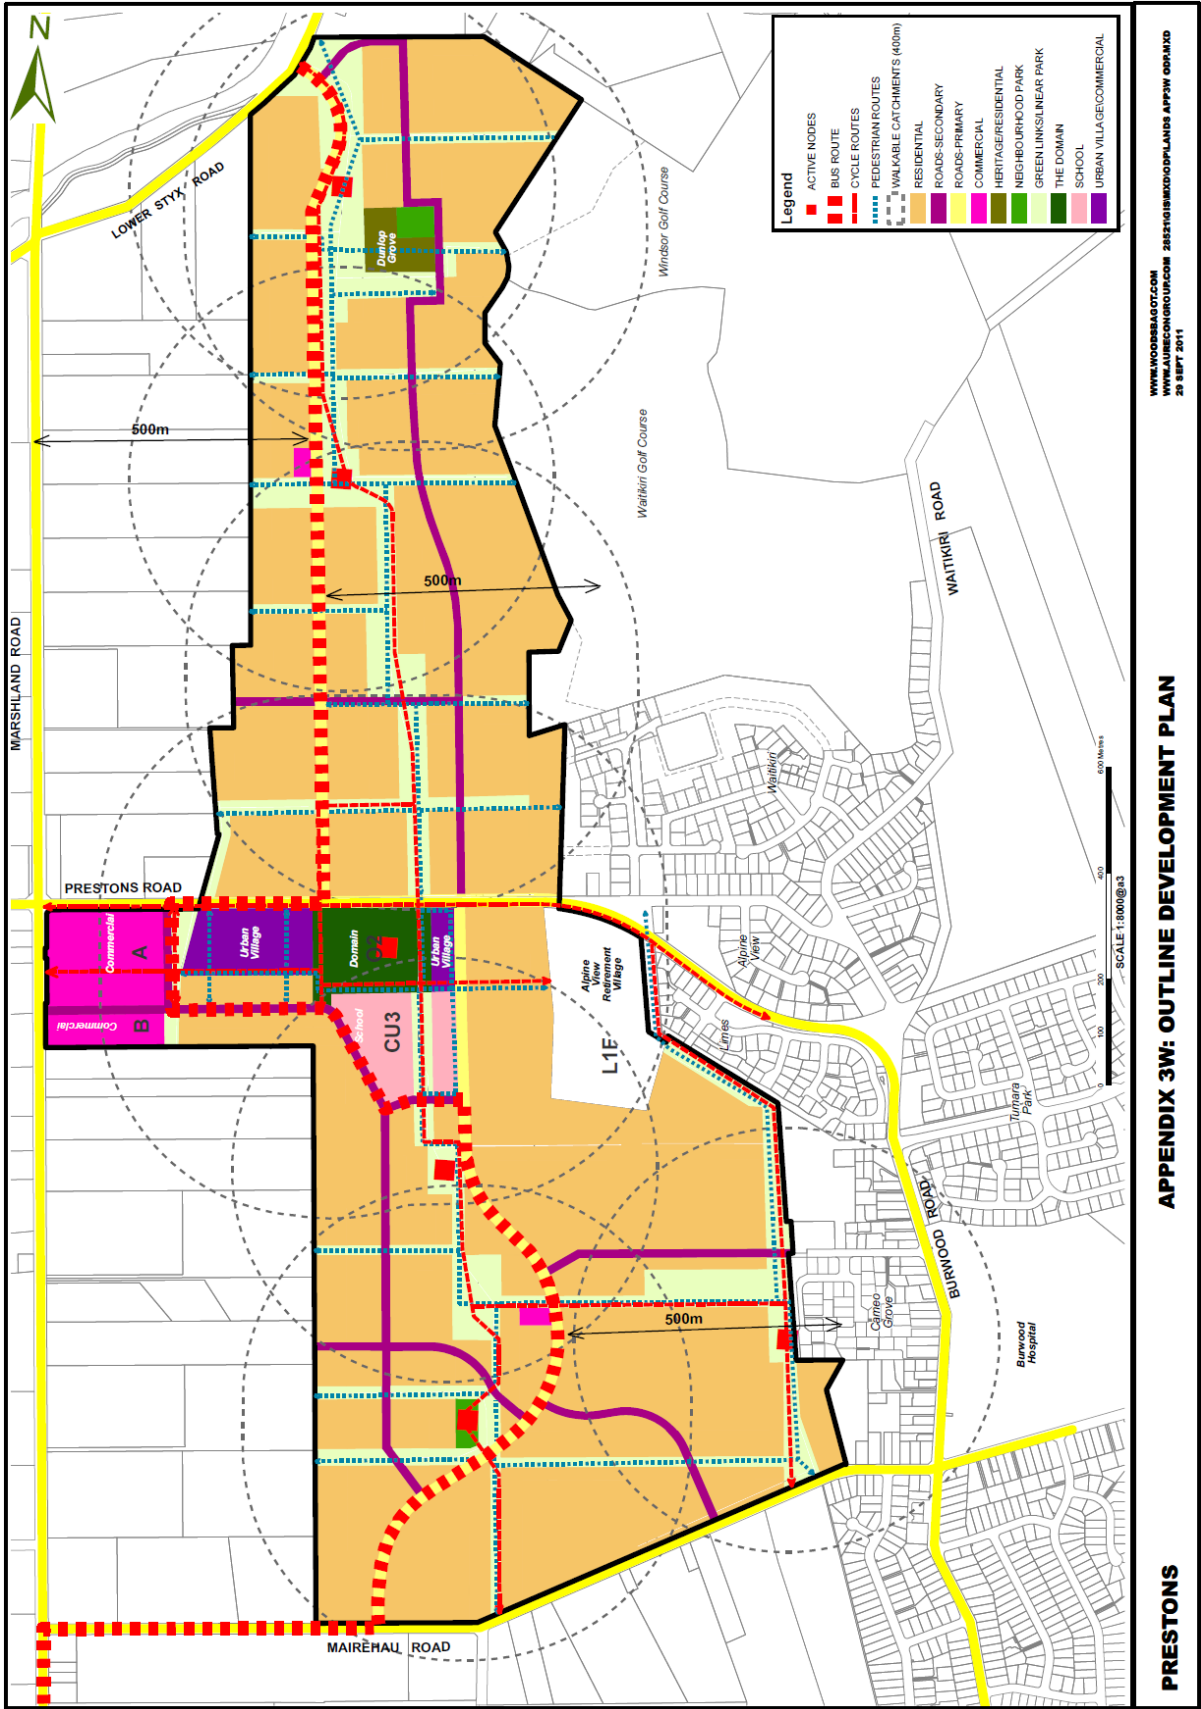 N
MARSHLAND ROAD
LOWER STYX ROAD
PRESTONS ROAD
MAIREHAU ROAD
WAITIKIRI ROAD
BURWOOD ROAD
500m
500m
500m
Dunlop
Grove
Windsor Golf Course
Waitikiri Golf Course
Waitikiri
Commercial
A
Commercial
B
Urban
Village
Domain
O2
Urban
Village
School
CU3
Alpine
View
Retirement
Village
L1E
Alpine
View
Limes
Tumara
Park
Cameo
Grove
Burwood
Hospital
Legend
ACTIVE NODES
BUS ROUTE
CYCLE ROUTES
PEDESTRIAN ROUTES
WALKABLE CATCHMENTS (400m)
RESIDENTIAL
ROADS-SECONDARY
ROADS-PRIMARY
COMMERCIAL
HERITAGE/RESIDENTIAL
NEIGHBOURHOOD PARK
GREEN LINKS/LINEAR PARK
THE DOMAIN
SCHOOL
URBAN VILLAGE/COMMERCIAL
0 100 200 400 600 Metres
SCALE 1:8000@a3
PRESTONS
APPENDIX 3W: OUTLINE DEVELOPMENT PLAN
WWW.WOODSBAGOT.COM
WWW.AURECONGROUP.COM
29 SEPT 2011